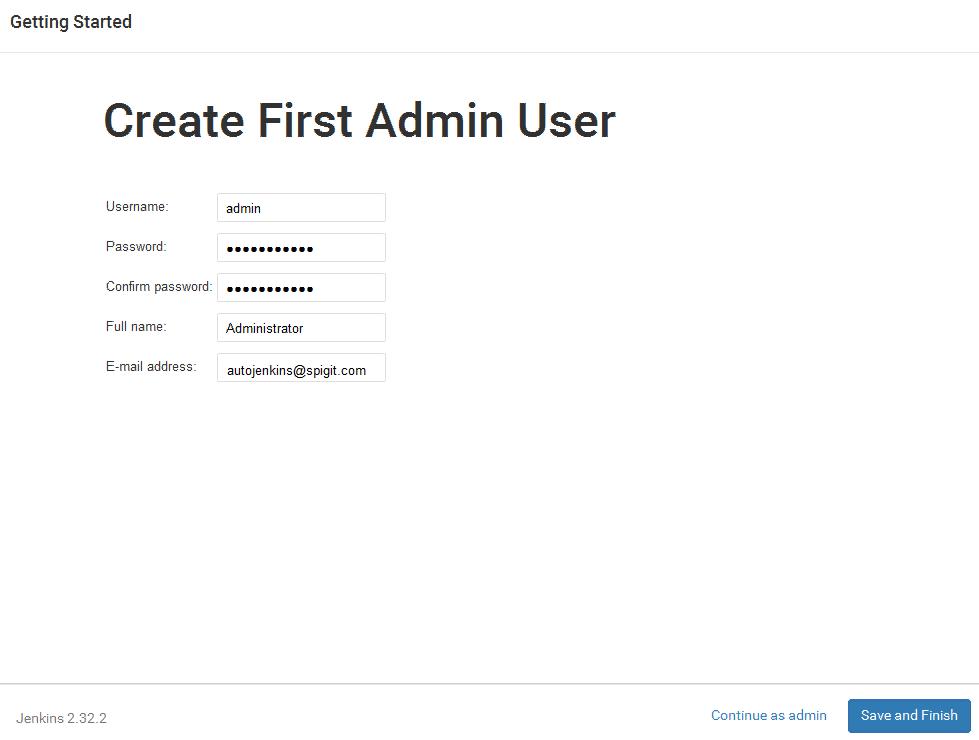 Getting Started
Create First Admin User
Username: admin
Password: •••••••••••
Confirm password: •••••••••••
Full name: Administrator
E-mail address: autojenkins@spigit.com
Jenkins 2.32.2 Continue as admin Save and Finish